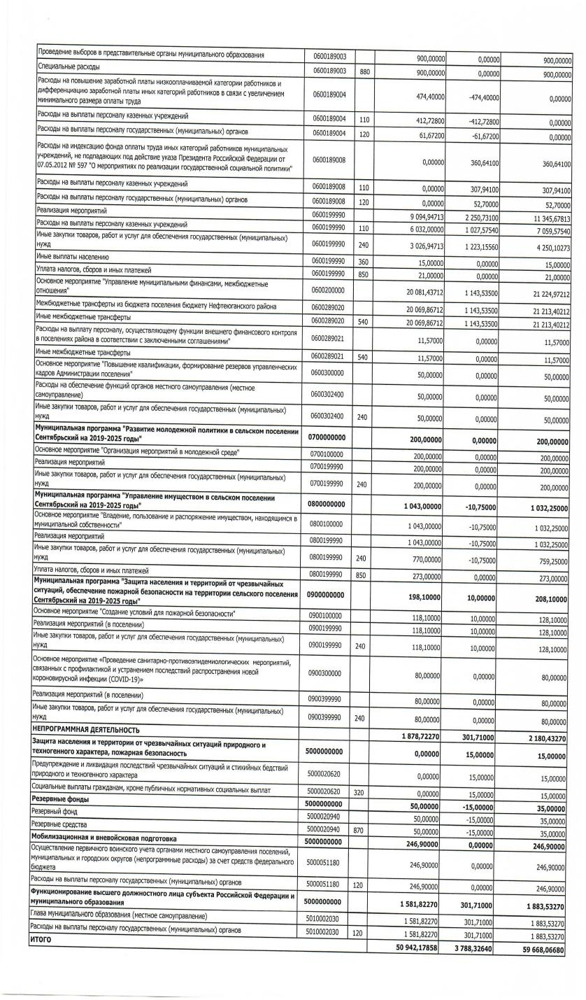 Проведение выборов в представительные органы муниципального обрахзования 0600189003 900,00000 0,00000 900,00000
Специальные расходы 0600189003 880 900,00000 0,00000 900,00000
Расходы на повышение заработной платы низкооплачиваемой категории работников и
дифференциацию заработной платы иных категорий работников в связи с увеличением
минимального размера оплаты труда 0600189004 474,40000 -474,40000 0,00000
Расходы на выплаты персоналу казенных учреждений 0600189004 110 412,72800 -412,72800 0,00000
Расходы на выплаты персоналу государственных (муниципальных) органов 0600189004 120 61,67200 -61,67200 0,00000
Расходы на индексацию фонда оплаты труда иных категорий работников муниципальных
учреждений, не подпадающих под действие указа Президента Российской Федерации от
07.05.2012 № 597 "О мероприятиях по реализации государственной социальной политики" 0600189008 0,00000 360,64100 360,64100
Расходы на выплаты персоналу казенных учреждений 0600189008 110 0,00000 307,94100 307,94100
Расходы на выплаты персоналу государственных (муниципальных) органов 0600189008 120 0,00000 52,70000 52,70000
Реализация мероприятий 0600199990 9 094,94713 2 250,73100 11 345,67813
Расходы на выплаты персоналу казенных учреждений 0600199990 110 6 032,00000 1 027,57540 7 059,57540
Иные закупки товаров, работ и услуг для обеспечения государственных (муниципальных)
нужд 0600199990 240 3 026,94713 1 223,15560 4 250,10273
Иные выплаты населению 0600199990 360 15,00000 0,00000 15,00000
Уплата налогов, сборов и иных платежей 0600199990 850 21,00000 0,00000 21,00000
Основное мероприятие "Управление муниципальными финансами, межбюджетные
отношения" 0600200000 20 081,43712 1 143,53500 21 224,97212
Межбюджетные трансферты из бюджета поселения бюджету Нефтеюганского района 0600289020 20 069,86712 1 143,53500 21 213,40212
Иные межбюджетные трансферты 0600289020 540 20 069,86712 1 143,53500 21 213,40212
Расходы на выплату персоналу, осуществляющему функции внешнего финансового контроля
в поселениях района в соответствии с заключенными соглашениями" 0600289021 11,57000 0,00000 11,57000
Иные межбюджетные трансферты 0600289021 540 11,57000 0,00000 11,57000
Основное мероприятие "Повышение квалификации, формирование резервов управленческих
кадров Администрации поселения" 0600300000 50,00000 0,00000 50,00000
Расходы на обеспечение функций органов местного самоуправления (местное
самоуправление) 0600302400 50,00000 0,00000 50,00000
Иные закупки товаров, работ и услуг для обеспечения государственных (муниципальных)
нужд 0600302400 240 50,00000 0,00000 50,00000
Муниципальная программа "Развитие молодежной политики в сельском поселении
Сентябрьский на 2019-2025 годы" 0700000000 200,00000 0,00000 200,00000
Основное мероприятие "Организация мероприятий в молодежной среде" 0700100000 200,00000 0,00000 200,00000
Реализация мероприятий 0700199990 200,00000 0,00000 200,00000
Иные закупки товаров, работ и услуг для обеспечения государственных (муниципальных)
нужд 0700199990 240 200,00000 0,00000 200,00000
Муниципальная программа "Управление имуществом в сельском поселении
Сентябрьский на 2019-2025 годы" 0800000000 1 043,00000 -10,75000 1 032,25000
Основное мероприятие "Владение, пользование и распоряжение имуществом, находящимся в
муниципальной собственности" 0800100000 1 043,00000 -10,75000 1 032,25000
Реализация мероприятий 0800199990 1 043,00000 -10,75000 1 032,25000
Иные закупки товаров, работ и услуг для обеспечения государственных (муниципальных)
нужд 0800199990 240 770,00000 -10,75000 759,25000
Уплата налогов, сборов и иных платежей 0800199990 850 273,00000 0,00000 273,00000
Муниципальная программа "Защита населения и территорий от чрезвычайных
ситуаций, обеспечение пожарной безопасности на территории сельского поселения
Сентябрьский на 2019-2025 годы" 0900000000 198,10000 10,00000 208,10000
Основное мероприятие "Создание условий для пожарной безопасности" 0900100000 118,10000 10,00000 128,10000
Реализация мероприятий (в поселении) 0900199990 118,10000 10,00000 128,10000
Иные закупки товаров, работ и услуг для обеспечения государственных (муниципальных)
нужд 0900199990 240 118,10000 10,00000 128,10000
Основное мероприятие «Проведение санитарно-противоэпидемиологических мероприятий,
связанных с профилактикой и устранением последствий распространения новой
короновирусной инфекции (COVID-19)» 0900300000 80,00000 0,00000 80,00000
Реализация мероприятий (в поселении) 0900399990 80,00000 0,00000 80,00000
Иные закупки товаров, работ и услуг для обеспечения государственных (муниципальных)
нужд 0900399990 240 80,00000 0,00000 80,00000
НЕПРОГРАММНАЯ ДЕЯТЕЛЬНОСТЬ 1 878,72270 301,71000 2 180,43270
Защита населения и территории от чрезвычайных ситуаций природного и
техногенного характера, пожарная безопасность 5000000000 0,00000 15,00000 15,00000
Предупреждение и ликвидация последствий чрезвычайных ситуаций и стихийных бедствий
природного и техногенного характера 5000020620 0,00000 15,00000 15,00000
Социальные выплаты гражданам, кроме публичных нормативных социальных выплат 5000020620 320 0,00000 15,00000 15,00000
Резервные фонды 5000000000 50,00000 -15,00000 35,00000
Резервный фонд 5000020940 50,00000 -15,00000 35,00000
Резервные средства 5000020940 870 50,00000 -15,00000 35,00000
Мобилизационная и вневойсковая подготовка 5000000000 246,90000 0,00000 246,90000
Осуществление первичного воинского учета органами местного самоуправления поселений,
муниципальных и городских округов (непрограммные расходы) за счет средств федерального
бюджета 5000051180 246,90000 0,00000 246,90000
Расходы на выплаты персоналу государственных (муниципальных) органов 5000051180 120 246,90000 0,00000 246,90000
Функционирование высшего должностного лица субъекта Российской Федерации и
муниципального образования 5000000000 1 581,82270 301,71000 1 883,53270
Глава муниципального образования (местное самоуправление) 5010002030 1 581,82270 301,71000 1 883,53270
Расходы на выплаты персоналу государственных (муниципальных) органов 5010002030 120 1 581,82270 301,71000 1 883,53270
ИТОГО 50 942,17858 3 788,32640 59 668,06680